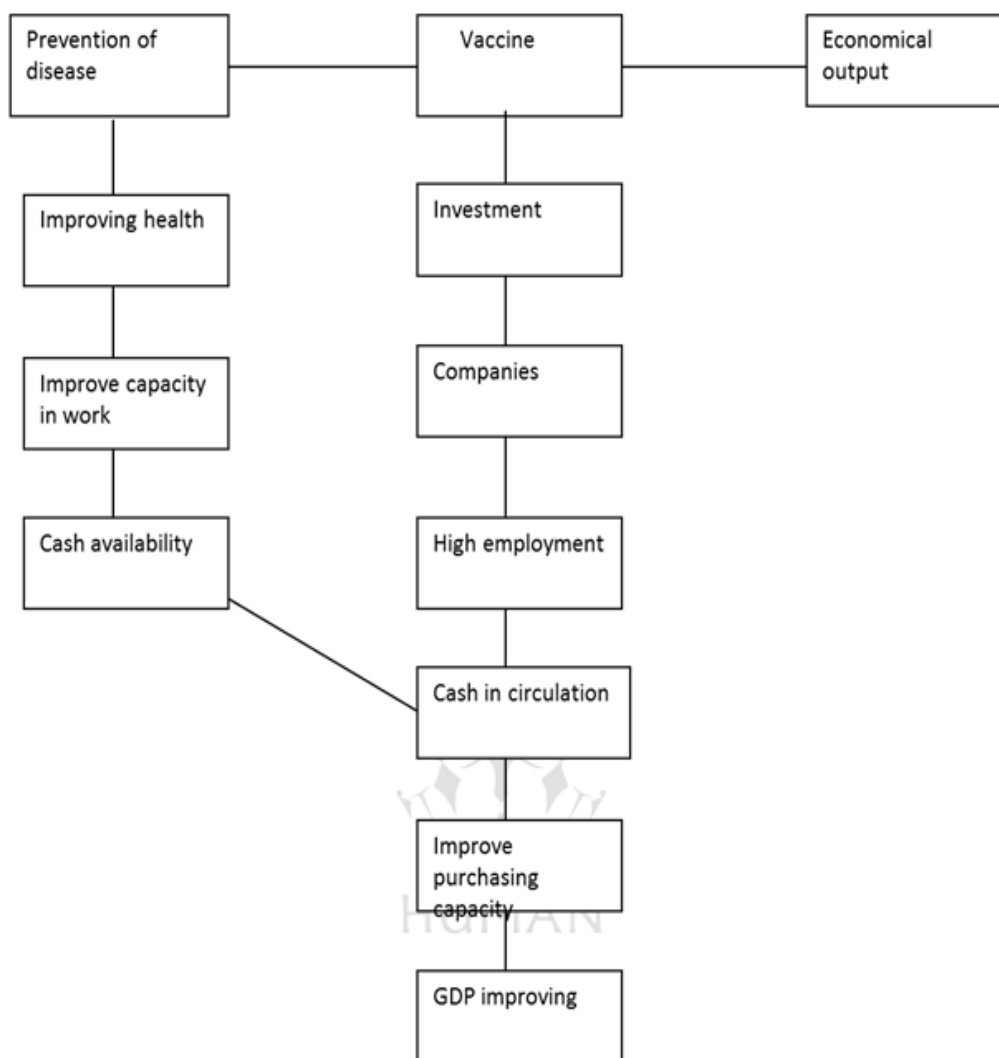 Prevention of
disease
Vaccine
Economical
output
Improving health
Investment
Improve capacity
in work
Companies
Cash availability
High employment
Cash in circulation
Improve
purchasing
capacity
HUMAN
GDP improving